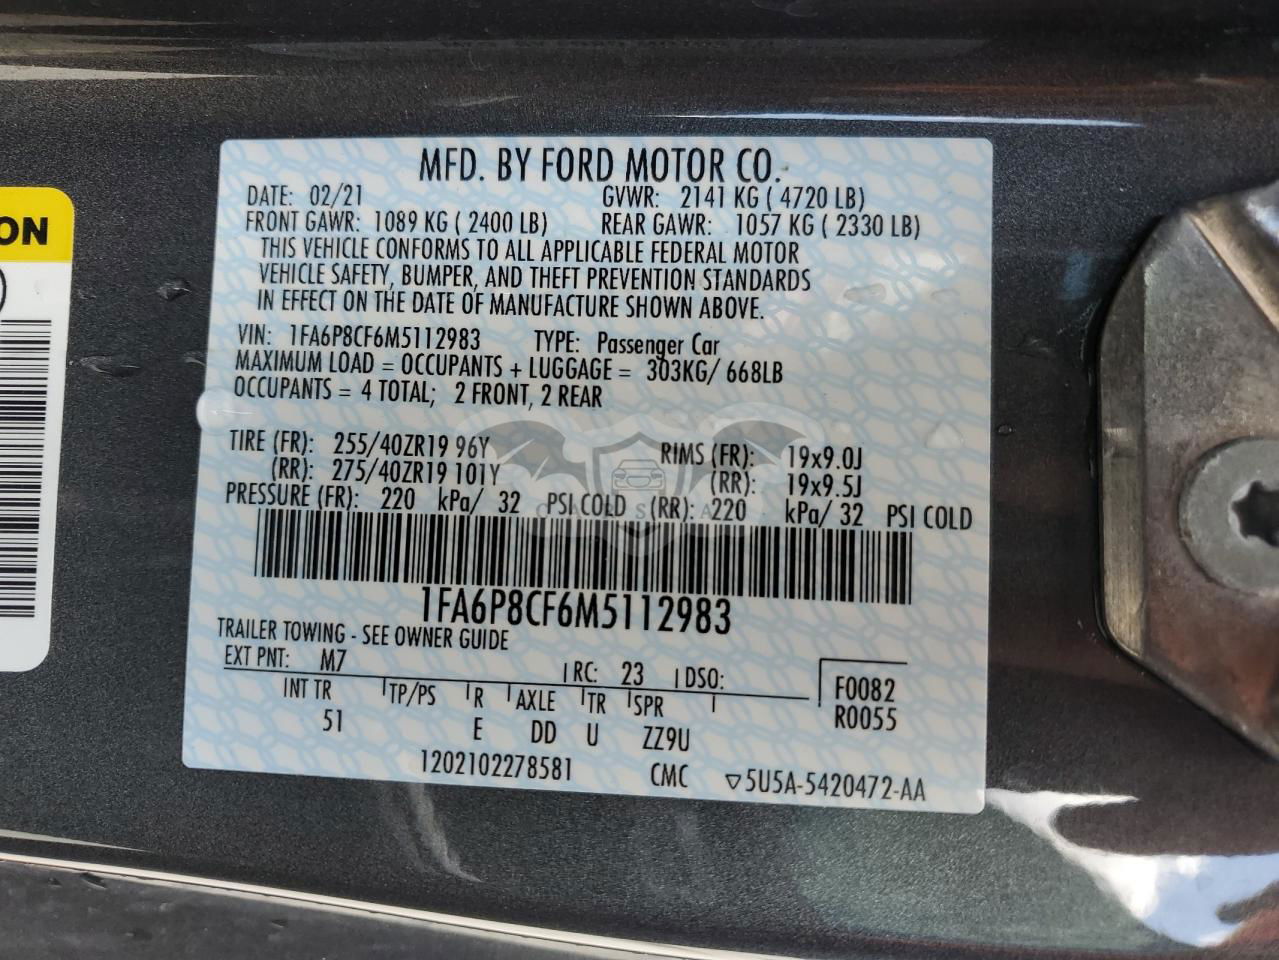 ON
MFD. BY FORD MOTOR CO.
DATE: 02/21 GVWR: 2141 KG ( 4720 LB)
FRONT GAWR: 1089 KG ( 2400 LB) REAR GAWR: 1057 KG ( 2330 LB)
THIS VEHICLE CONFORMS TO ALL APPLICABLE FEDERAL MOTOR
VEHICLE SAFETY, BUMPER, AND THEFT PREVENTION STANDARDS
IN EFFECT ON THE DATE OF MANUFACTURE SHOWN ABOVE.
VIN: 1FA6P8CF6M5112983 TYPE: Passenger Car
MAXIMUM LOAD = OCCUPANTS + LUGGAGE = 303KG/ 668LB
OCCUPANTS = 4 TOTAL; 2 FRONT, 2 REAR
TIRE (FR): 255/40ZR19 96Y RIMS (FR): 19x9.0J
(RR): 275/40ZR19 101Y (RR): 19x9.5J
PRESSURE (FR): 220 kPa/ 32 PSI COLD (RR): 220 kPa/ 32 PSI COLD
1FA6P8CF6M5112983
TRAILER TOWING - SEE OWNER GUIDE
EXT PNT: M7 RC: 23 DSO:
INT TR TP/PS R AXLE TR SPR
51 E DD U ZZ9U
F0082
R0055
1202102278581 CMC ▽5U5A-5420472-AA